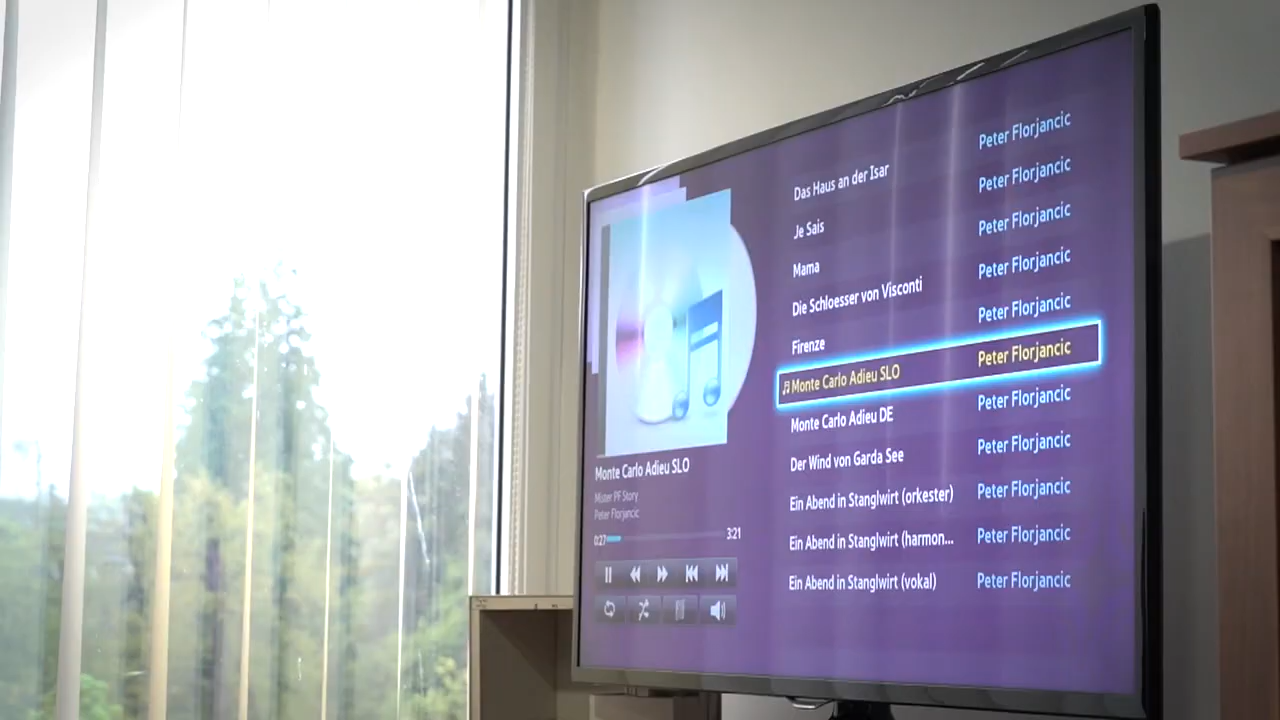 Monte Carlo Adieu SLO
Mister PF Story
Peter Florjancic
0:27 3:21
Peter Florjancic
Das Haus an der Isar Peter Florjancic
Je Sais Peter Florjancic
Mama Peter Florjancic
Die Schloesser von Visconti Peter Florjancic
Firenze
Monte Carlo Adieu SLO Peter Florjancic
Monte Carlo Adieu DE Peter Florjancic
Der Wind von Garda See Peter Florjancic
Ein Abend in Stanglwirt (orkester) Peter Florjancic
Ein Abend in Stanglwirt (harmon... Peter Florjancic
Ein Abend in Stanglwirt (vokal) Peter Florjancic